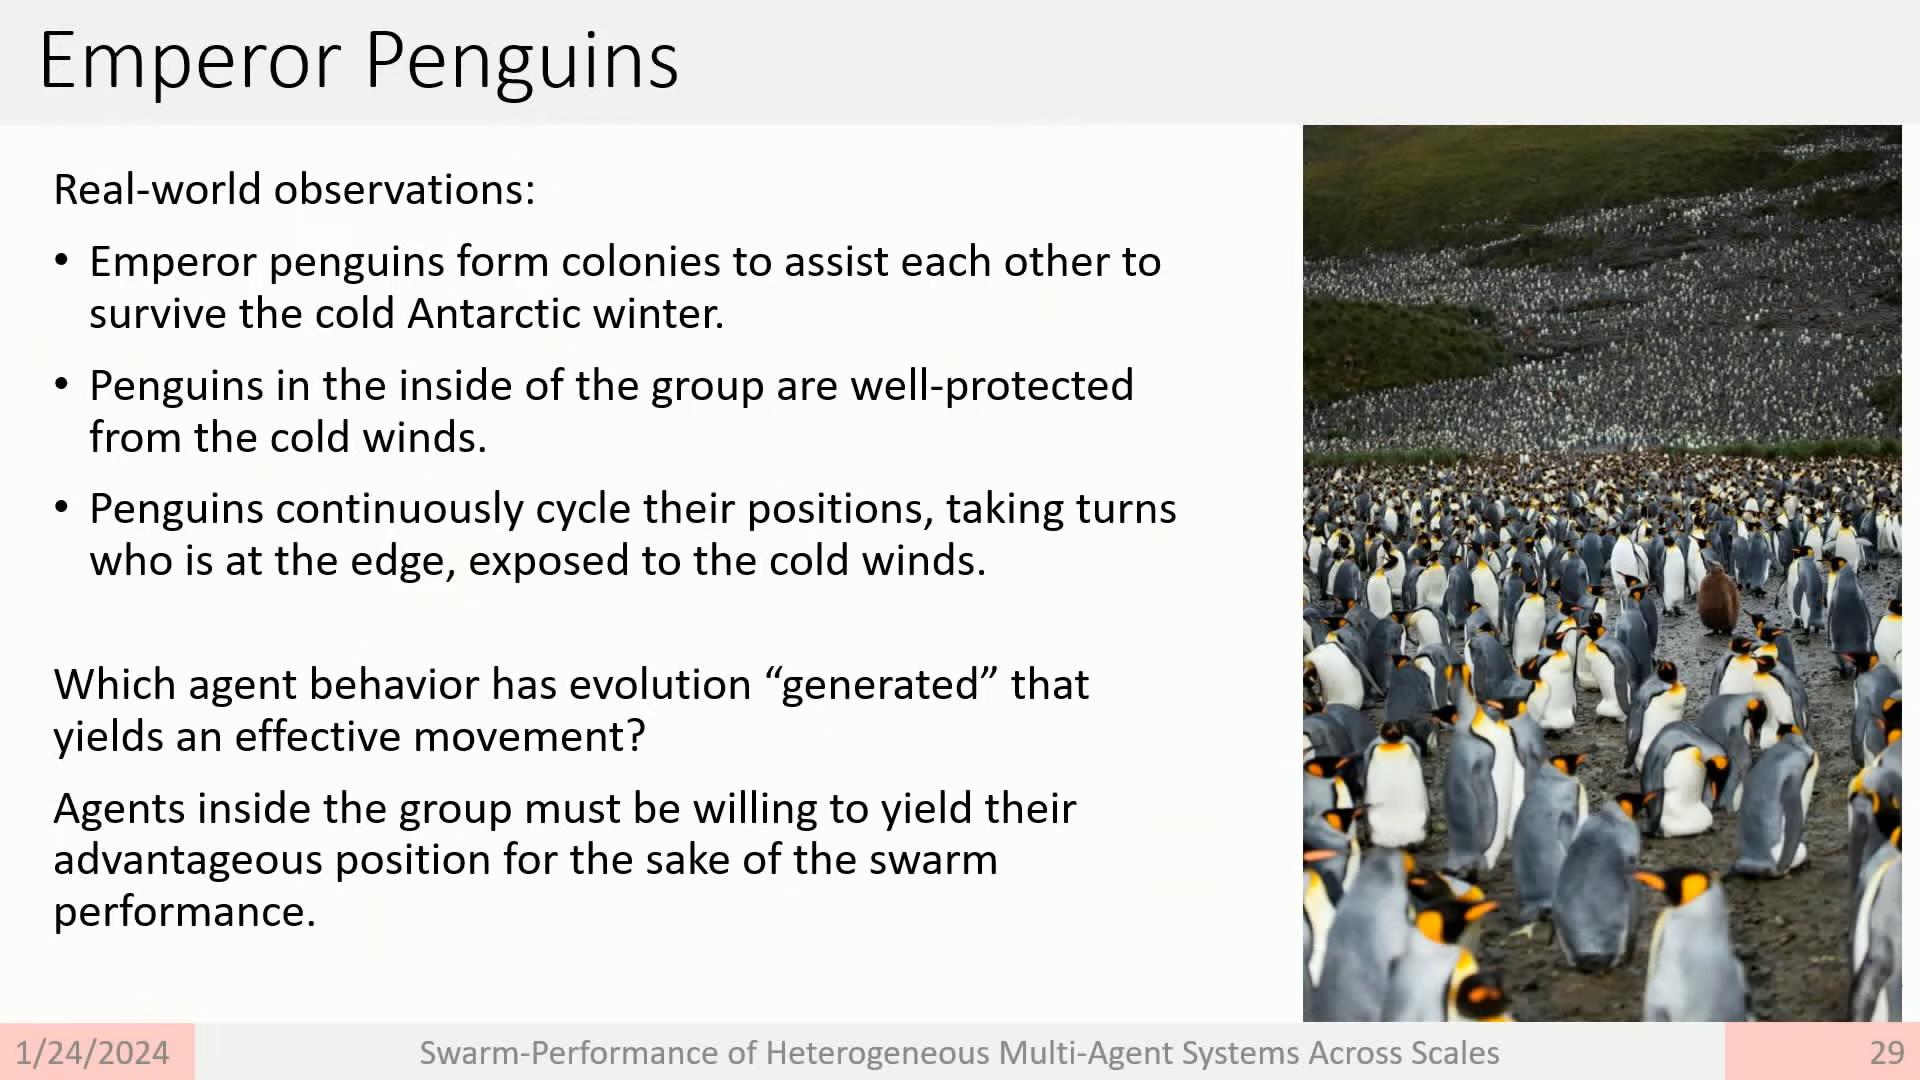 Emperor Penguins
Real-world observations:
• Emperor penguins form colonies to assist each other to
survive the cold Antarctic winter.
• Penguins in the inside of the group are well-protected
from the cold winds.
• Penguins continuously cycle their positions, taking turns
who is at the edge, exposed to the cold winds.
Which agent behavior has evolution “generated” that
yields an effective movement?
Agents inside the group must be willing to yield their
advantageous position for the sake of the swarm
performance.
1/24/2024
Swarm-Performance of Heterogeneous Multi-Agent Systems Across Scales
29